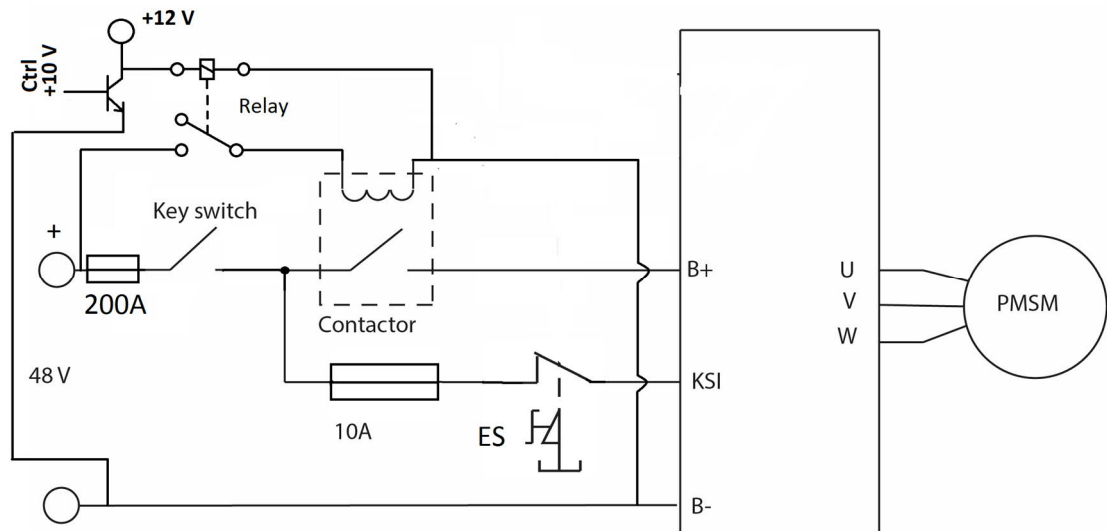 +12 V
Ctrl
+10 V
Relay
Key switch
+
200A
B+
U
V
W
PMSM
Contactor
48 V
KSI
10A
ES
B-